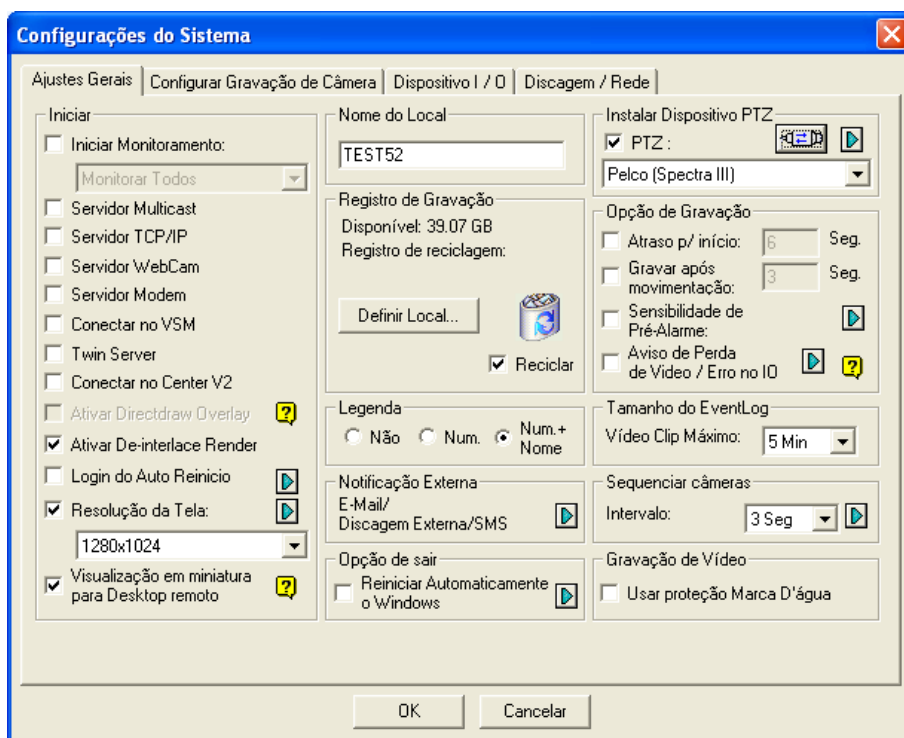 Configurações do Sistema
Ajustes Gerais
Configurar Gravação de Câmera
Dispositivo I / O
Discagem / Rede
Iniciar
Iniciar Monitoramento:
Monitorar Todos
Servidor Multicast
Servidor TCP/IP
Servidor WebCam
Servidor Modem
Conectar no VSM
Twin Server
Conectar no Center V2
Ativar Directdraw Overlay
Ativar De-interlace Render
Login do Auto Reinicio
Resolução da Tela:
1280x1024
Visualização em miniatura
para Desktop remoto
Nome do Local
TEST52
Registro de Gravação
Disponível: 39.07 GB
Registro de reciclagem:
Definir Local...
Reciclar
Legenda
Não
Num.
Num.+
Nome
Notificação Externa
E-Mail/
Discagem Externa/SMS
Opção de sair
Reiniciar Automaticamente
o Windows
Instalar Dispositivo PTZ
PTZ :
Pelco (Spectra III)
Opção de Gravação
Atraso p/ início:
6
Seg.
Gravar após
movimentação:
3
Seg.
Sensibilidade de
Pré-Alarme:
Aviso de Perda
de Video / Erro no IO
Tamanho do EventLog
Vídeo Clip Máximo:
5 Min
Sequenciar câmeras
Intervalo:
3 Seg
Gravação de Vídeo
Usar proteção Marca D'água
OK
Cancelar